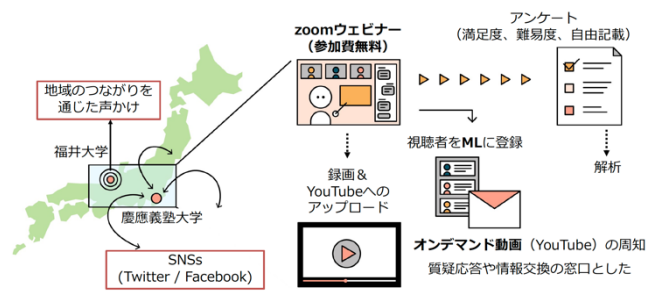 地域のつながりを
通じた声かけ
福井大学
慶應義塾大学
SNSs
(Twitter / Facebook)
zoomウェビナー
（参加費無料）
録画＆
YouTubeへの
アップロード
アンケート
（満足度、難易度、自由記載）
解析
視聴者をMLに登録
オンデマンド動画（YouTube）の周知
質疑応答や情報交換の窓口とした